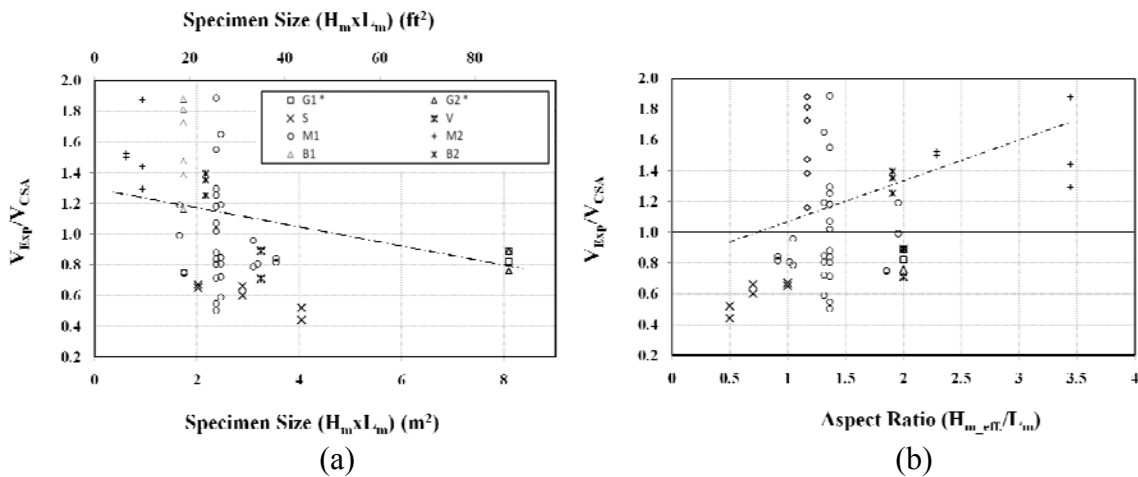 Specimen Size (HmxLm) (ft²)
0 20 40 60 80
2.0
1.8
1.6
1.4
1.2
1.0
0.8
0.6
0.4
0.2
VExp/VCSA
G1* G2*
S V
M1 M2
B1 B2
0 2 4 6 8
Specimen Size (HmxLm) (m²)
(a)
2.0
1.8
1.6
1.4
1.2
1.0
0.8
0.6
0.4
0.2
VExp/VCSA
0 0.5 1 1.5 2 2.5 3 3.5 4
Aspect Ratio (Hm_eff./Lm)
(b)